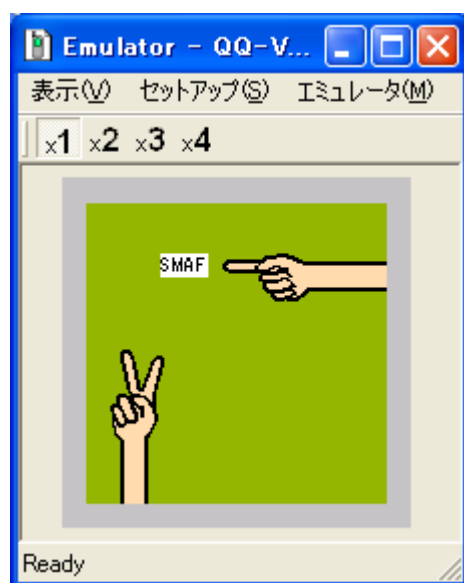 Emulator - QQ-V...
表示(V) セットアップ(S) エミュレータ(M)
x1 x2 x3 x4
SMAF
Ready